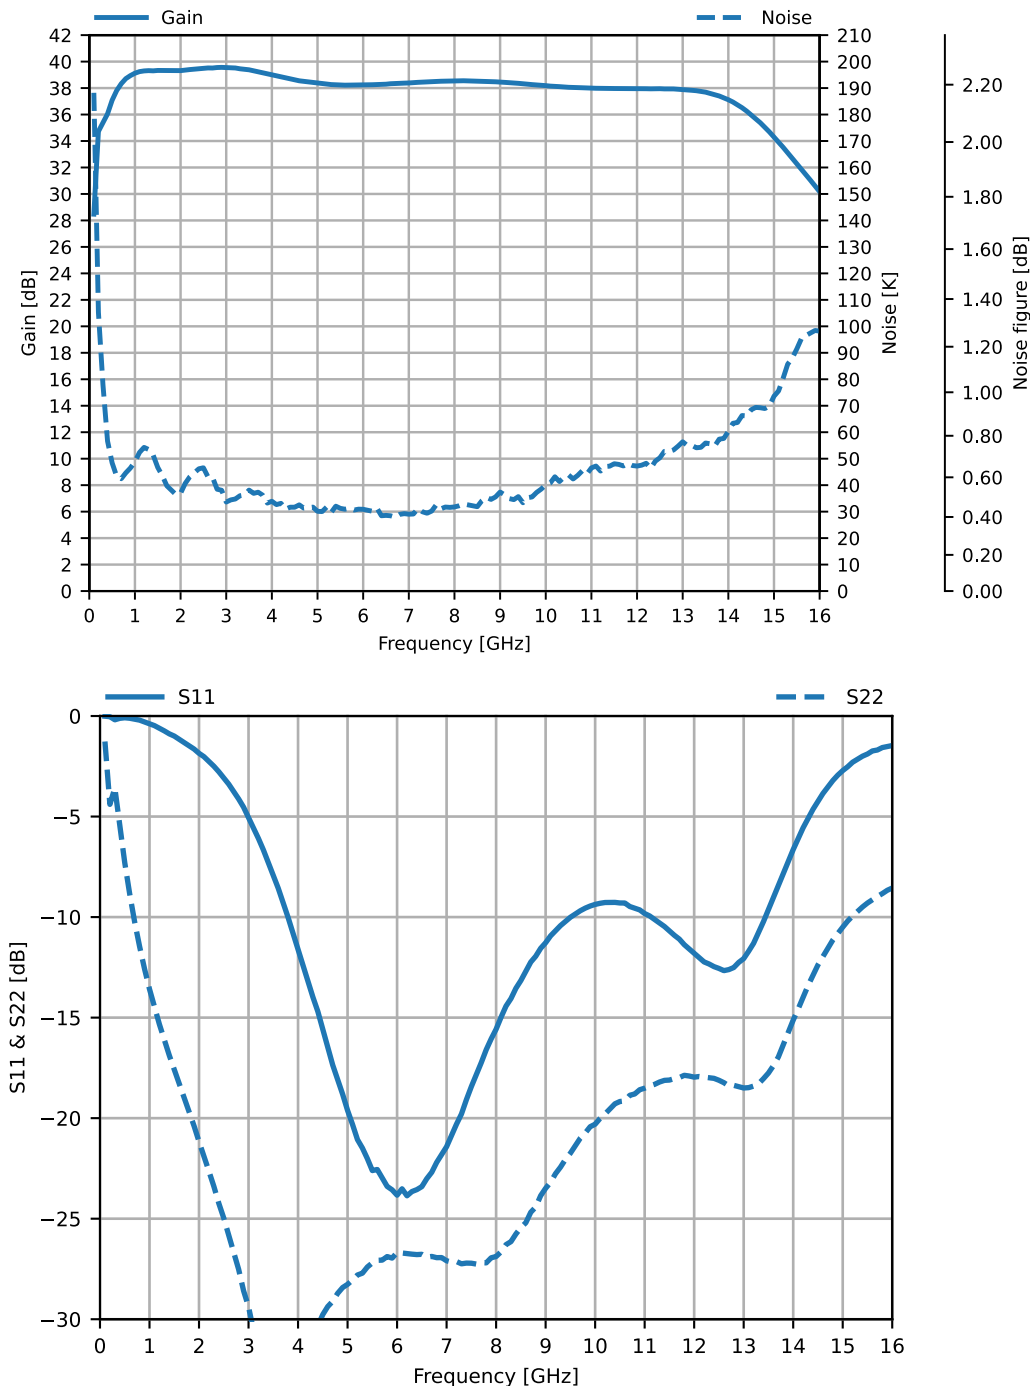 Gain Noise
42 210
40 200 2.20
38 190
36 180
34 170 2.00
32 160
30 150 1.80
28 140
26 130 1.60
24 120
22 110 1.40
20 100
18 90 1.20
16 80
14 70 1.00
12 60 0.80
10 50
8 40 0.60
6 30 0.40
4 20
2 10 0.20
0 0 0.00
Gain [dB]
Noise [K]
Noise figure [dB]
0 1 2 3 4 5 6 7 8 9 10 11 12 13 14 15 16
Frequency [GHz]
S11 S22
0
−5
−10
−15
−20
−25
−30
S11 & S22 [dB]
0 1 2 3 4 5 6 7 8 9 10 11 12 13 14 15 16
Frequency [GHz]